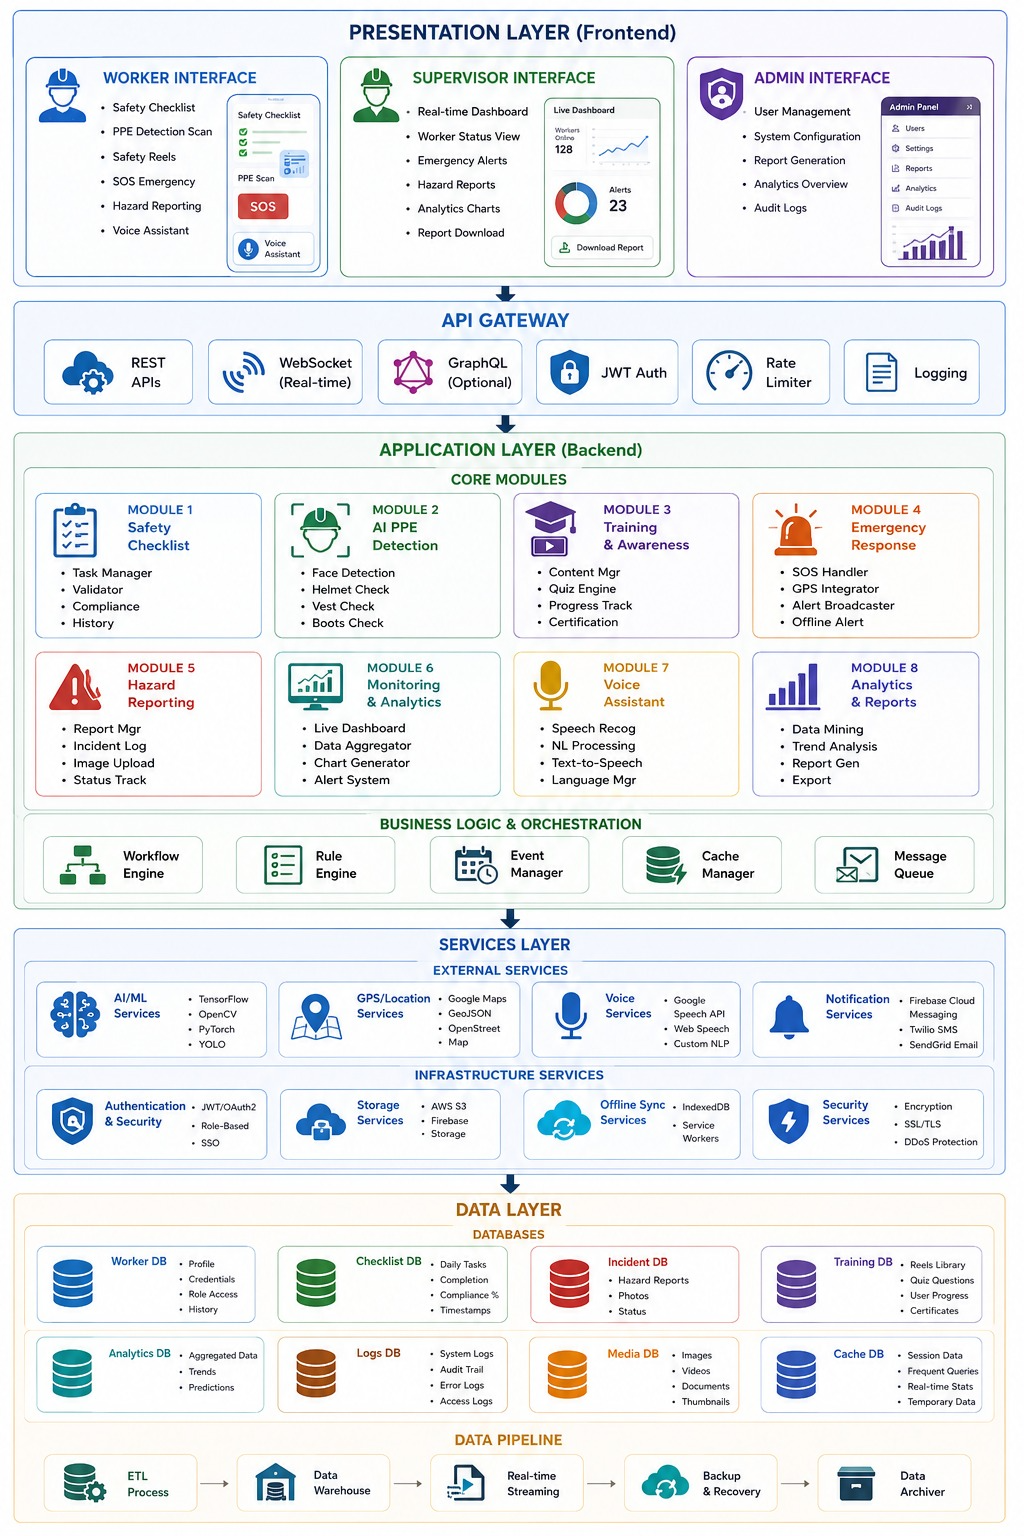 PRESENTATION LAYER (Frontend)
WORKER INTERFACE
• Safety Checklist
• PPE Detection Scan
• Safety Reels
• SOS Emergency
• Hazard Reporting
• Voice Assistant
Safety Checklist
PPE Scan
SOS
Voice
Assistant
SUPERVISOR INTERFACE
• Real-time Dashboard
• Worker Status View
• Emergency Alerts
• Hazard Reports
• Analytics Charts
• Report Download
Live Dashboard
Workers
Online
128
Alerts
23
Download Report
ADMIN INTERFACE
• User Management
• System Configuration
• Report Generation
• Analytics Overview
• Audit Logs
Admin Panel
Users
Settings
Reports
Analytics
Audit Logs
API GATEWAY
REST
APIs
WebSocket
(Real-time)
GraphQL
(Optional)
JWT Auth
Rate
Limiter
Logging
APPLICATION LAYER (Backend)
CORE MODULES
MODULE 1
Safety
Checklist
• Task Manager
• Validator
• Compliance
• History
MODULE 2
AI PPE
Detection
• Face Detection
• Helmet Check
• Vest Check
• Boots Check
MODULE 3
Training
& Awareness
• Content Mgr
• Quiz Engine
• Progress Track
• Certification
MODULE 4
Emergency
Response
• SOS Handler
• GPS Integrator
• Alert Broadcaster
• Offline Alert
MODULE 5
Hazard
Reporting
• Report Mgr
• Incident Log
• Image Upload
• Status Track
MODULE 6
Monitoring
& Analytics
• Live Dashboard
• Data Aggregator
• Chart Generator
• Alert System
MODULE 7
Voice
Assistant
• Speech Recog
• NL Processing
• Text-to-Speech
• Language Mgr
MODULE 8
Analytics
& Reports
• Data Mining
• Trend Analysis
• Report Gen
• Export
BUSINESS LOGIC & ORCHESTRATION
Workflow
Engine
Rule
Engine
Event
Manager
Cache
Manager
Message
Queue
SERVICES LAYER
EXTERNAL SERVICES
AI/ML
Services
• TensorFlow
• OpenCV
• PyTorch
• YOLO
GPS/Location
Services
• Google Maps
• GeoJSON
• OpenStreet
• Map
Voice
Services
• Google
Speech API
• Web Speech
• Custom NLP
Notification
Services
• Firebase Cloud
Messaging
• Twilio SMS
• SendGrid Email
INFRASTRUCTURE SERVICES
Authentication
& Security
• JWT/OAuth2
• Role-Based
• SSO
Storage
Services
• AWS S3
• Firebase
• Storage
Offline Sync
Services
• IndexedDB
• Service
Workers
Security
Services
• Encryption
• SSL/TLS
• DDoS Protection
DATA LAYER
DATABASES
Worker DB
• Profile
• Credentials
• Role Access
• History
Checklist DB
• Daily Tasks
• Completion
• Compliance %
• Timestamps
Incident DB
• Hazard Reports
• Photos
• Status
Training DB
• Reels Library
• Quiz Questions
• User Progress
• Certificates
Analytics DB
• Aggregated Data
• Trends
• Predictions
Logs DB
• System Logs
• Audit Trail
• Error Logs
• Access Logs
Media DB
• Images
• Videos
• Documents
• Thumbnails
Cache DB
• Session Data
• Frequent Queries
• Real-time Stats
• Temporary Data
DATA PIPELINE
ETL
Process
Data
Warehouse
Real-time
Streaming
Backup
& Recovery
Data
Archiver